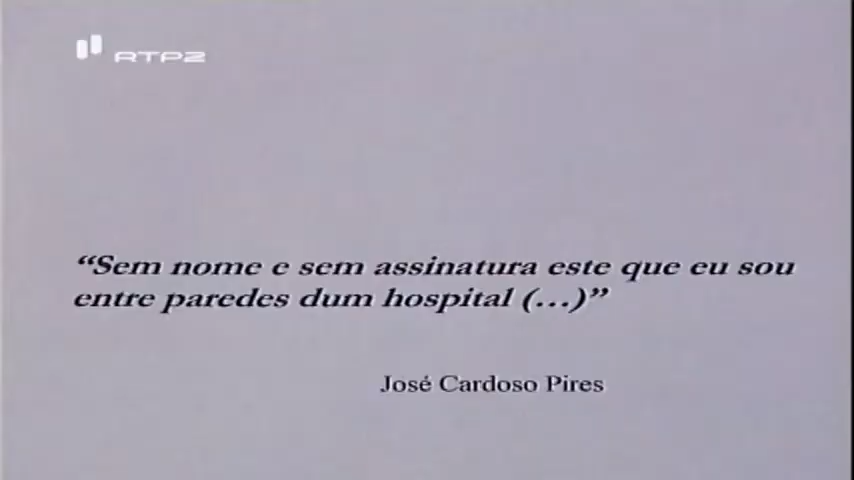 RTP2
“Sem nome e sem assinatura este que eu sou
entre paredes dum hospital (...)”
José Cardoso Pires